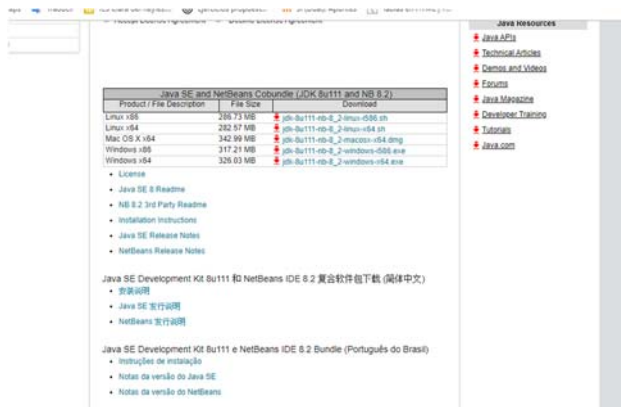 Accept License Agreement Decline License Agreement
Java SE and NetBeans Cobundle (JDK 8u111 and NB 8.2)
Product / File Description File Size Download
Linux x86 286.73 MB jdk-8u111-nb-8_2-linux-i586.sh
Linux x64 282.57 MB jdk-8u111-nb-8_2-linux-x64.sh
Mac OS X x64 342.99 MB jdk-8u111-nb-8_2-macosx-x64.dmg
Windows x86 317.21 MB jdk-8u111-nb-8_2-windows-i586.exe
Windows x64 326.03 MB jdk-8u111-nb-8_2-windows-x64.exe
License
Java SE 8 Readme
NB 8.2 3rd Party Readme
Installation Instructions
Java SE Release Notes
NetBeans Release Notes
Java SE Development Kit 8u111 和 NetBeans IDE 8.2 复合软件包下载 (简体中文)
安装说明
Java SE 发行说明
NetBeans 发行说明
Java SE Development Kit 8u111 e NetBeans IDE 8.2 Bundle (Português do Brasil)
Instruções de instalação
Notas da versão do Java SE
Notas da versão do NetBeans
Java Resources
Java APIs
Technical Articles
Demos and Videos
Forums
Java Magazine
Developer Training
Tutorials
Java.com